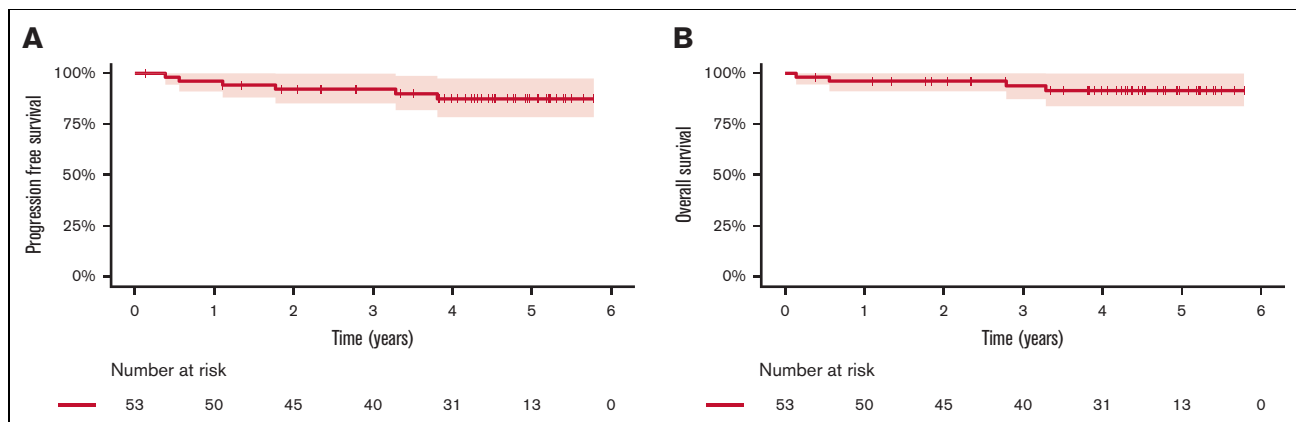 A
Progression free survival
100%
75%
50%
25%
0%
0 1 2 3 4 5 6
Time (years)
Number at risk
53 50 45 40 31 13 0
B
Overall survival
100%
75%
50%
25%
0%
0 1 2 3 4 5 6
Time (years)
Number at risk
53 50 45 40 31 13 0